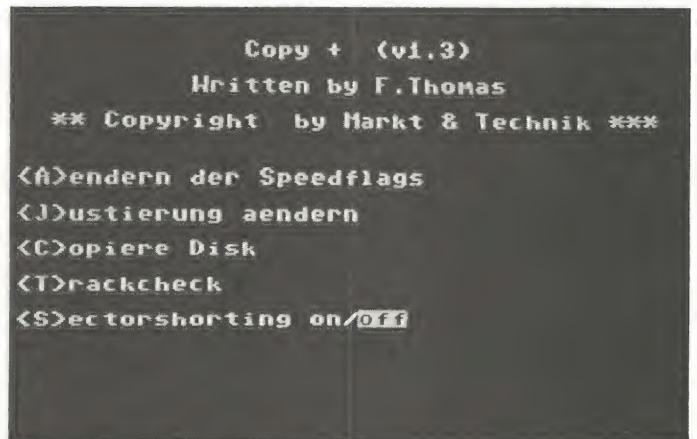 Copy + (v1.3)
Written by F.Thomas
** Copyright by Markt & Technik ***
<A>endern der Speedflags
<J>ustierung aendern
<C>opiere Disk
<T>rackcheck
<S>ectorshorting on/off